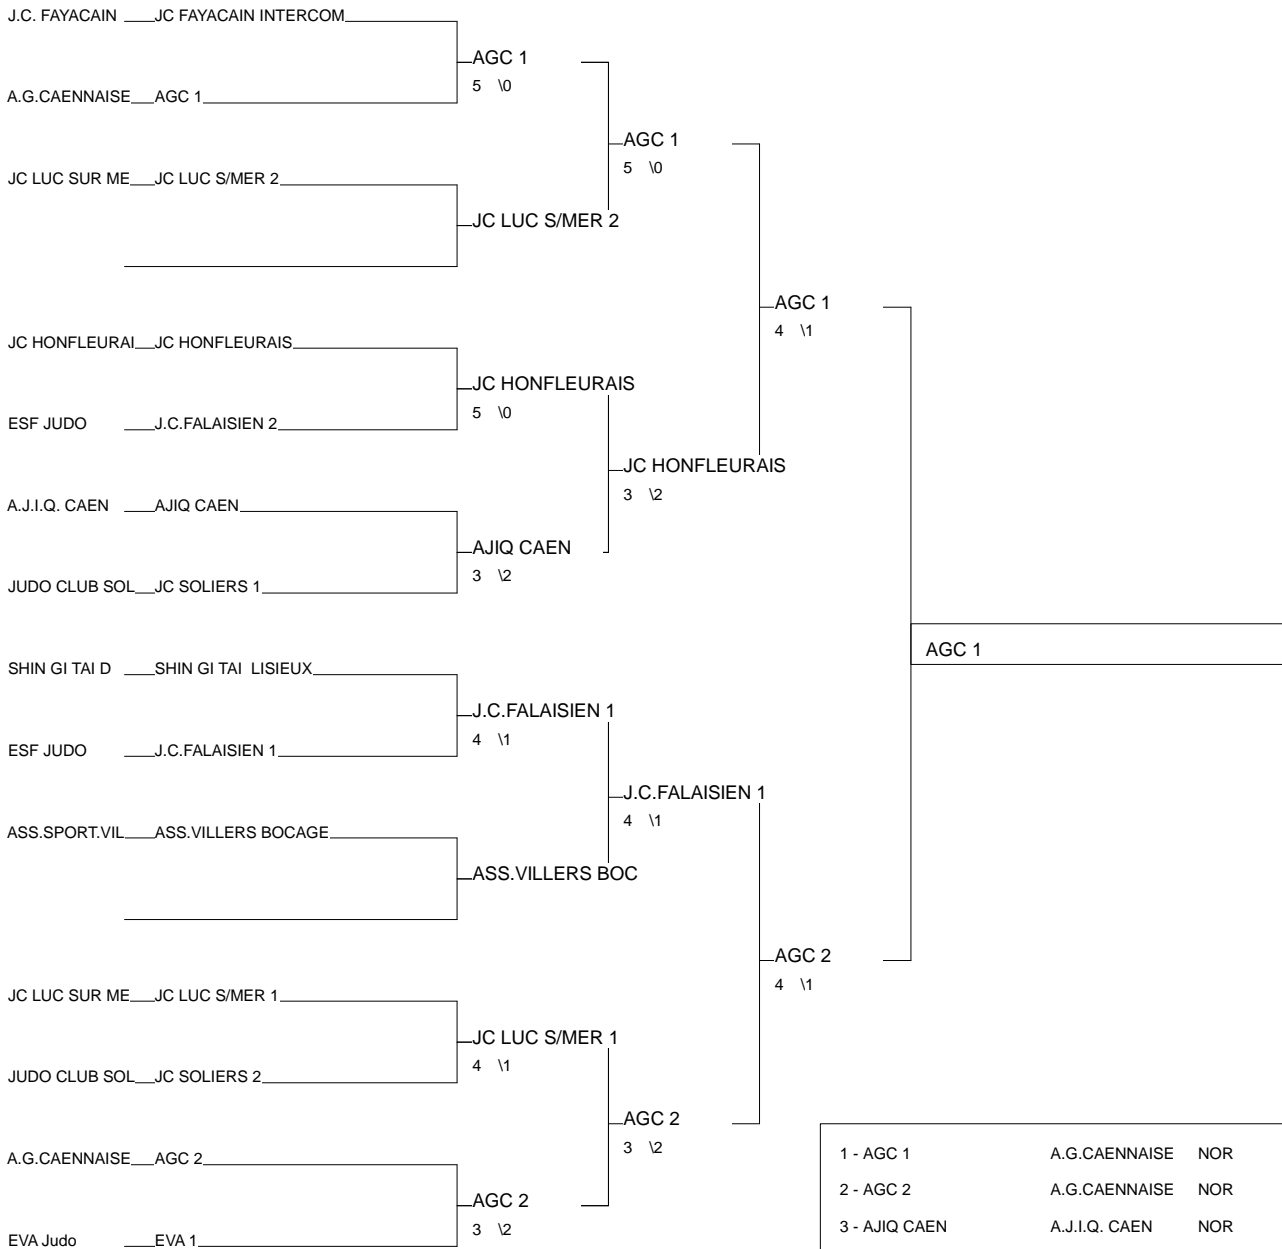 J.C. FAYACAIN JC FAYACAIN INTERCOM
AGC 1
5 \0
A.G.CAENNAISE AGC 1
AGC 1
5 \0
JC LUC SUR ME JC LUC S/MER 2
JC LUC S/MER 2
AGC 1
4 \1
JC HONFLEURAI JC HONFLEURAIS
JC HONFLEURAIS
5 \0
ESF JUDO J.C.FALAISIEN 2
JC HONFLEURAIS
3 \2
A.J.I.Q. CAEN AJIQ CAEN
AJIQ CAEN
3 \2
JUDO CLUB SOL JC SOLIERS 1
AGC 1
SHIN GI TAI D SHIN GI TAI LISIEUX
J.C.FALAISIEN 1
4 \1
ESF JUDO J.C.FALAISIEN 1
J.C.FALAISIEN 1
4 \1
ASS.SPORT.VIL ASS.VILLERS BOCAGE
ASS.VILLERS BOC
AGC 2
4 \1
JC LUC SUR ME JC LUC S/MER 1
JC LUC S/MER 1
4 \1
JUDO CLUB SOL JC SOLIERS 2
AGC 2
3 \2
A.G.CAENNAISE AGC 2
AGC 2
3 \2
EVA Judo EVA 1
1 - AGC 1 A.G.CAENNAISE NOR
2 - AGC 2 A.G.CAENNAISE NOR
3 - AJIQ CAEN A.J.I.Q. CAEN NOR